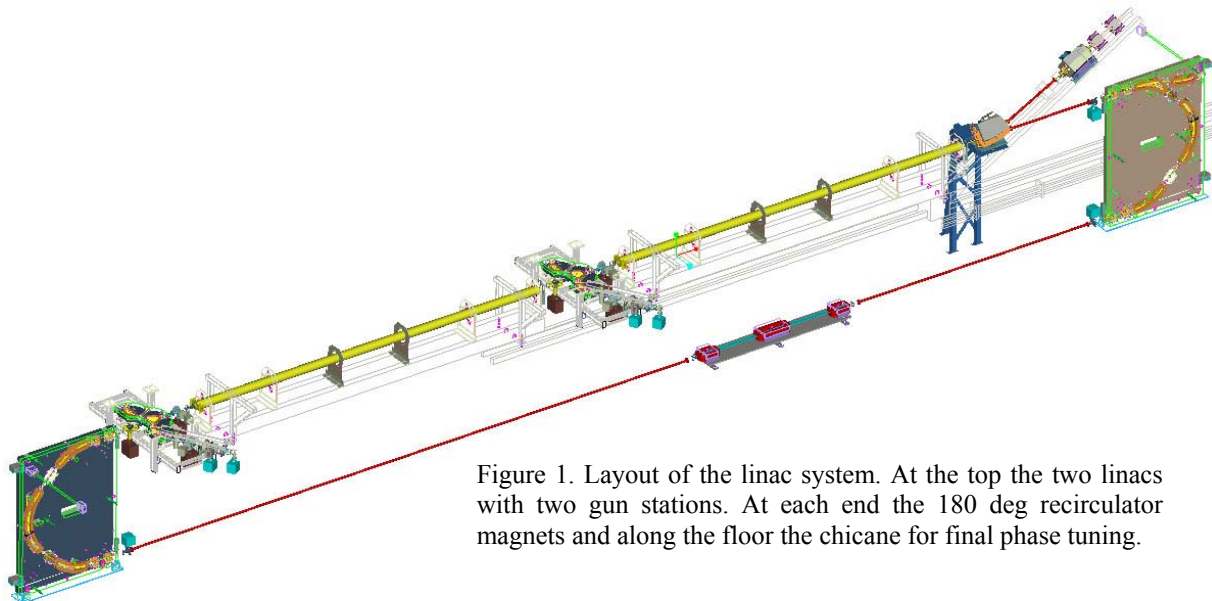 Figure 1. Layout of the linac system. At the top the two linacs
with two gun stations. At each end the 180 deg recirculator
magnets and along the floor the chicane for final phase tuning.